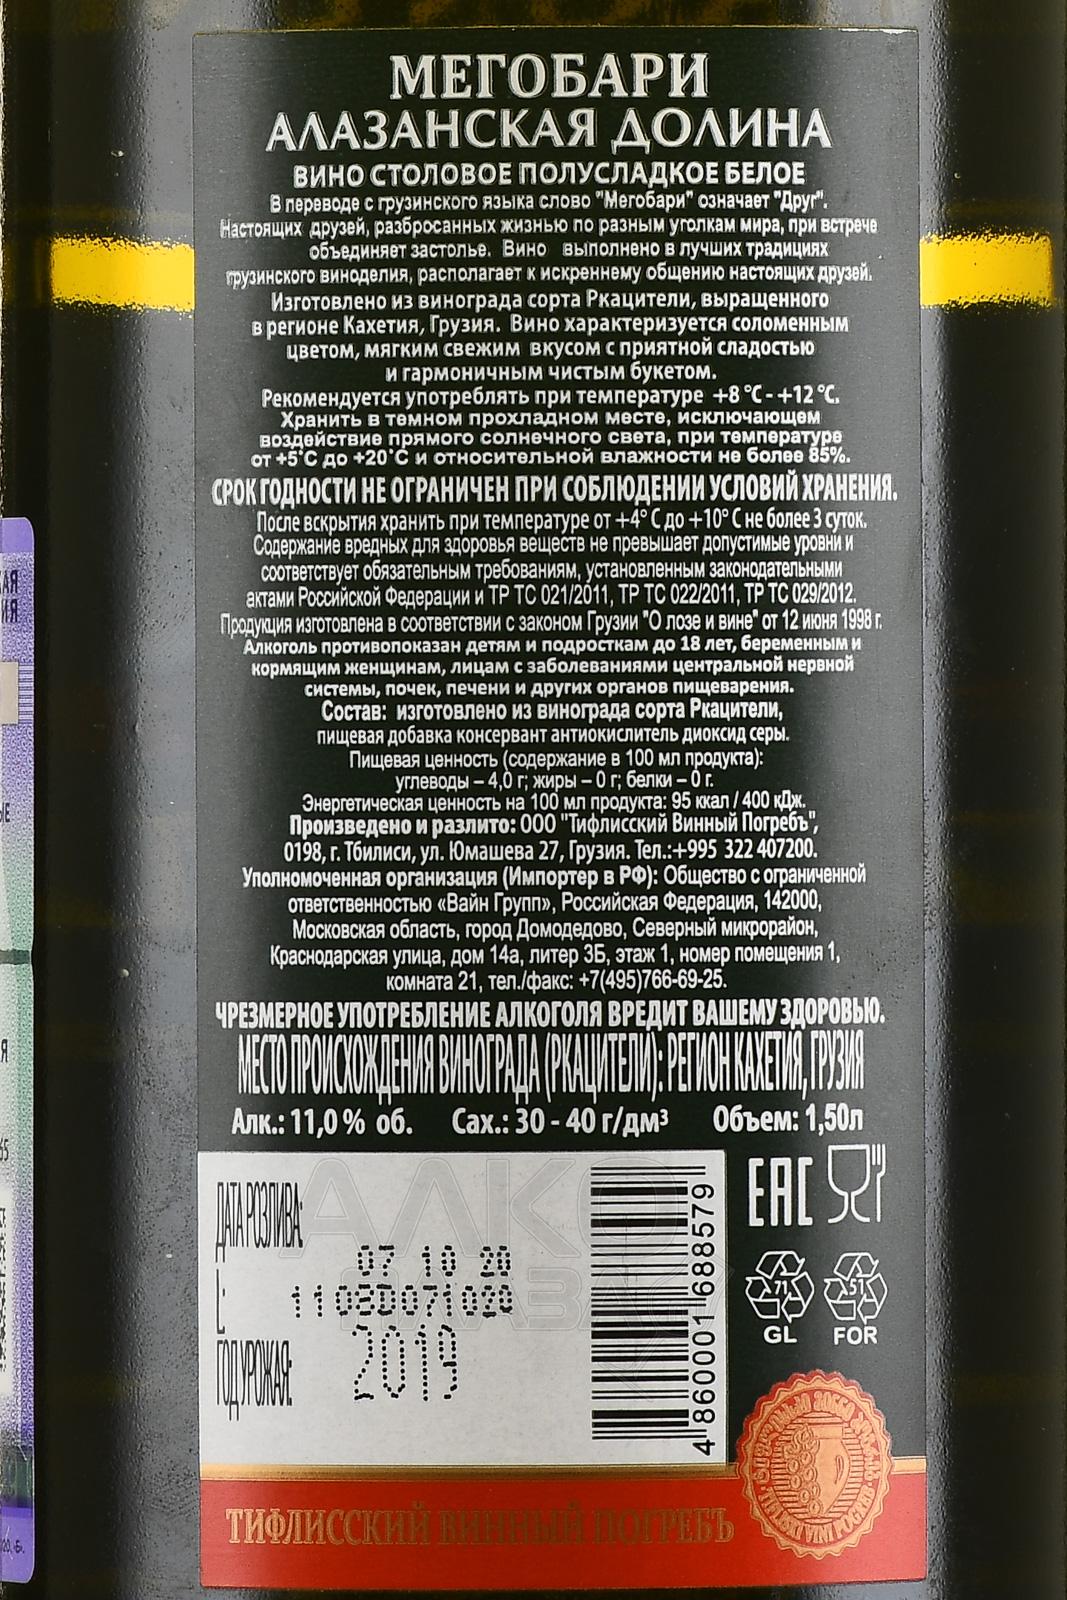 МЕГОБАРИ
АЛАЗАНСКАЯ ДОЛИНА
ВИНО СТОЛОВОЕ ПОЛУСЛАДКОЕ БЕЛОЕ
В переводе с грузинского языка слово "Мегобари" означает "Друг".
Настоящих друзей, разбросанных жизнью по разным уголкам мира, при встрече
объединяет застолье. Вино выполнено в лучших традициях
грузинского виноделия, располагает к искреннему общению настоящих друзей.
Изготовлено из винограда сорта Ркацители, выращенного
в регионе Кахетия, Грузия. Вино характеризуется соломенным
цветом, мягким свежим вкусом с приятной сладостью
и гармоничным чистым букетом.
Рекомендуется употреблять при температуре +8 °C - +12 °C.
Хранить в темном прохладном месте, исключающем
воздействие прямого солнечного света, при температуре
от +5°C до +20°C и относительной влажности не более 85%.
СРОК ГОДНОСТИ НЕ ОГРАНИЧЕН ПРИ СОБЛЮДЕНИИ УСЛОВИЙ ХРАНЕНИЯ.
После вскрытия хранить при температуре от +4° С до +10° С не более 3 суток.
Содержание вредных для здоровья веществ не превышает допустимые уровни и
соответствует обязательным требованиям, установленным законодательными
актами Российской Федерации и ТР ТС 021/2011, ТР ТС 022/2011, ТР ТС 029/2012.
Продукция изготовлена в соответствии с законом Грузии "О лозе и вине" от 12 июня 1998 г.
Алкоголь противопоказан детям и подросткам до 18 лет, беременным и
кормящим женщинам, лицам с заболеваниями центральной нервной
системы, почек, печени и других органов пищеварения.
Состав: изготовлено из винограда сорта Ркацители,
пищевая добавка консервант антиокислитель диоксид серы.
Пищевая ценность (содержание в 100 мл продукта):
углеводы – 4,0 г; жиры – 0 г; белки – 0 г.
Энергетическая ценность на 100 мл продукта: 95 ккал / 400 кДж.
Произведено и разлито: ООО "Тифлисский Винный Погребъ",
0198, г. Тбилиси, ул. Юмашева 27, Грузия. Тел.:+995 322 407200.
Уполномоченная организация (Импортер в РФ): Общество с ограниченной
ответственностью «Вайн Групп», Российская Федерация, 142000,
Московская область, город Домодедово, Северный микрорайон,
Краснодарская улица, дом 14а, литер 3Б, этаж 1, номер помещения 1,
комната 21, тел./факс: +7(495)766-69-25.
ЧРЕЗМЕРНОЕ УПОТРЕБЛЕНИЕ АЛКОГОЛЯ ВРЕДИТ ВАШЕМУ ЗДОРОВЬЮ.
МЕСТО ПРОИСХОЖДЕНИЯ ВИНОГРАДА (РКАЦИТЕЛИ): РЕГИОН КАХЕТИЯ, ГРУЗИЯ
Алк.: 11,0 % об. Сах.: 30 - 40 г/дм³ Объем: 1,50л
ДАТА РОЗЛИВА:
07 10 20
L:
ГОД УРОЖАЯ:
2019
4 860001 688579
EAC
71 51
GL FOR
АЛКО
ПЛАЗА
ТИФЛИССКИЙ ВИННЫЙ ПОГРЕБЪ